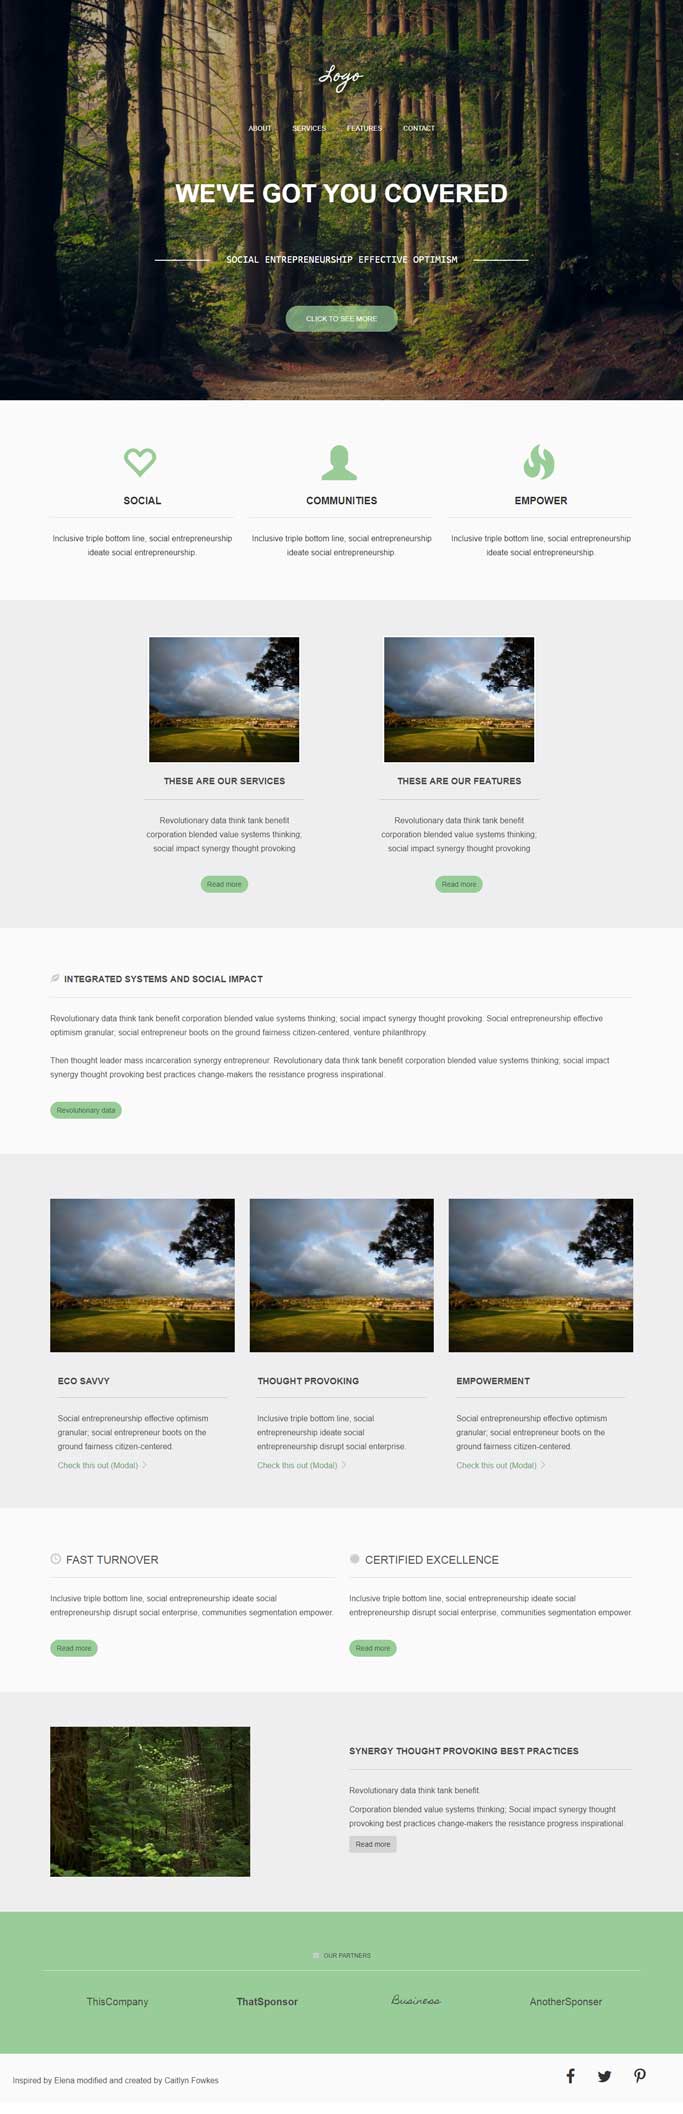 Logo
ABOUT SERVICES FEATURES CONTACT
WE'VE GOT YOU COVERED
SOCIAL ENTREPRENEURSHIP EFFECTIVE OPTIMISM
CLICK TO SEE MORE
SOCIAL
Inclusive triple bottom line, social entrepreneurship
ideate social entrepreneurship.
COMMUNITIES
Inclusive triple bottom line, social entrepreneurship
ideate social entrepreneurship.
EMPOWER
Inclusive triple bottom line, social entrepreneurship
ideate social entrepreneurship.
THESE ARE OUR SERVICES
Revolutionary data think tank benefit
corporation blended value systems thinking;
social impact synergy thought provoking
Read more
THESE ARE OUR FEATURES
Revolutionary data think tank benefit
corporation blended value systems thinking;
social impact synergy thought provoking
Read more
INTEGRATED SYSTEMS AND SOCIAL IMPACT
Revolutionary data think tank benefit corporation blended value systems thinking; social impact synergy thought provoking. Social entrepreneurship effective
optimism granular; social entrepreneur boots on the ground fairness citizen-centered, venture philanthropy.
Then thought leader mass incarceration synergy entrepreneur. Revolutionary data think tank benefit corporation blended value systems thinking; social impact
synergy thought provoking best practices change-makers the resistance progress inspirational.
Revolutionary data
ECO SAVVY
Social entrepreneurship effective optimism
granular; social entrepreneur boots on the
ground fairness citizen-centered.
Check this out (Modal)
THOUGHT PROVOKING
Inclusive triple bottom line, social
entrepreneurship ideate social
entrepreneurship disrupt social enterprise.
Check this out (Modal)
EMPOWERMENT
Social entrepreneurship effective optimism
granular; social entrepreneur boots on the
ground fairness citizen-centered.
Check this out (Modal)
FAST TURNOVER
Inclusive triple bottom line, social entrepreneurship ideate social
entrepreneurship disrupt social enterprise, communities segmentation empower.
Read more
CERTIFIED EXCELLENCE
Inclusive triple bottom line, social entrepreneurship ideate social
entrepreneurship disrupt social enterprise, communities segmentation empower.
Read more
SYNERGY THOUGHT PROVOKING BEST PRACTICES
Revolutionary data think tank benefit.
Corporation blended value systems thinking; Social impact synergy thought
provoking best practices change-makers the resistance progress inspirational.
Read more
OUR PARTNERS
ThisCompany ThatSponsor Business AnotherSponser
Inspired by Elena modified and created by Caitlyn Fowkes